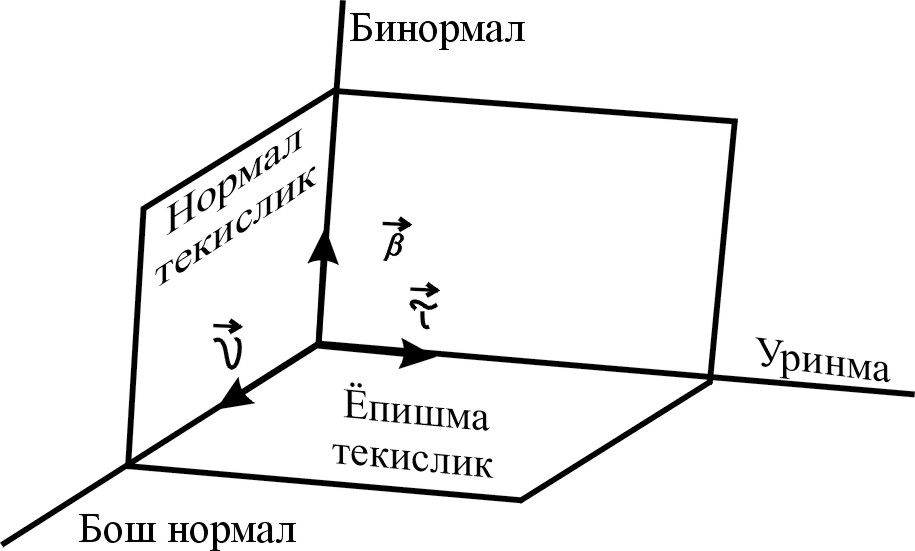 Бинормал
Нормал
текислик
β⃗
τ⃗
ν⃗
Уринма
Ёпишма
текислик
Бош нормал